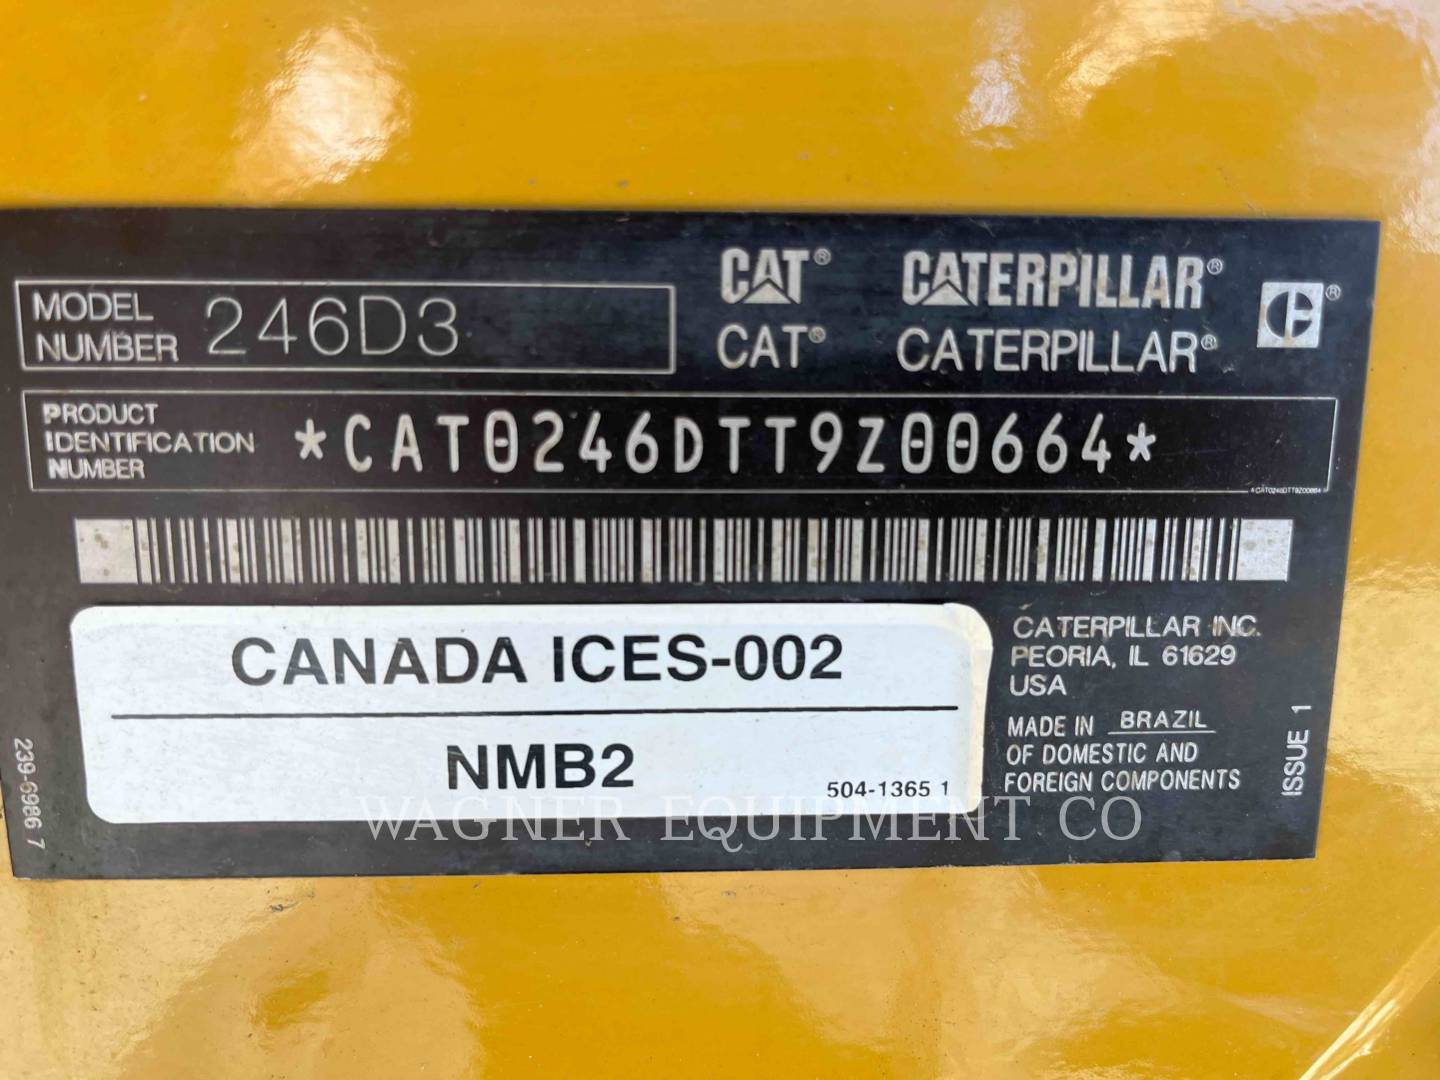 MODEL NUMBER 246D3
CAT® CATERPILLAR®
CAT® CATERPILLAR®
PRODUCT IDENTIFICATION NUMBER *CAT0246DTT9Z00664*
*CAT0246DTT9Z00664*
CANADA ICES-002
NMB2
504-1365 1
CATERPILLAR INC.
PEORIA, IL 61629
USA
MADE IN BRAZIL
OF DOMESTIC AND
FOREIGN COMPONENTS
ISSUE 1
239-6986 7
WAGNER EQUIPMENT CO